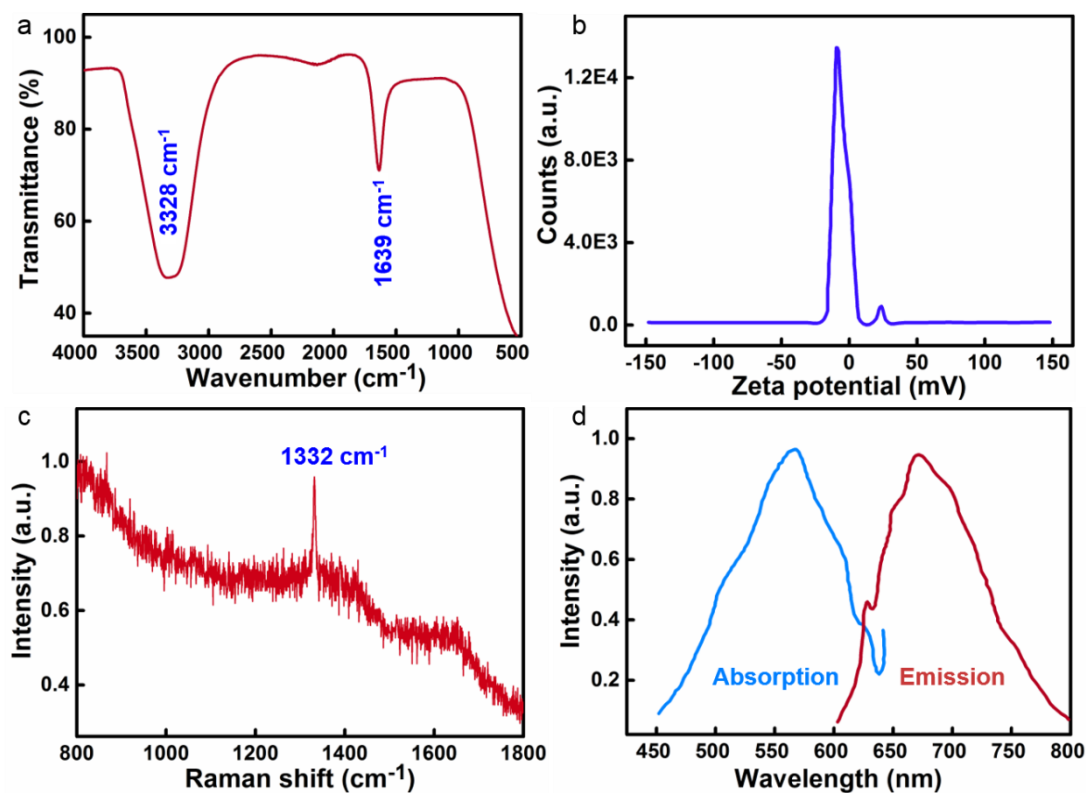 a
100
80
60
40
Transmittance (%)
3328 cm⁻¹
1639 cm⁻¹
4000 3500 3000 2500 2000 1500 1000 500
Wavenumber (cm⁻¹)
b
1.2E4
8.0E3
4.0E3
0.0
Counts (a.u.)
-150 -100 -50 0 50 100 150
Zeta potential (mV)
c
1.0
0.8
0.6
0.4
Intensity (a.u.)
1332 cm⁻¹
800 1000 1200 1400 1600 1800
Raman shift (cm⁻¹)
d
1.0
0.8
0.6
0.4
0.2
Intensity (a.u.)
Absorption
Emission
450 500 550 600 650 700 750 800
Wavelength (nm)